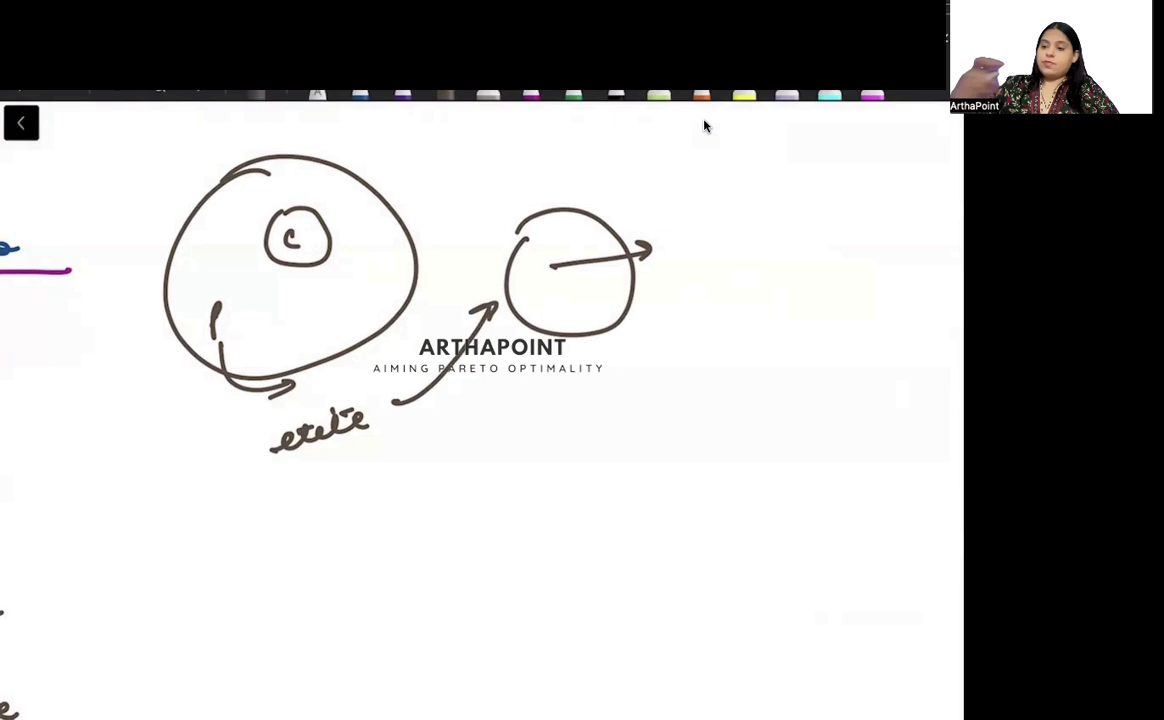 ArthaPoint
C
P
ARTHAPOINT
AIMING PARETO OPTIMALITY
elite